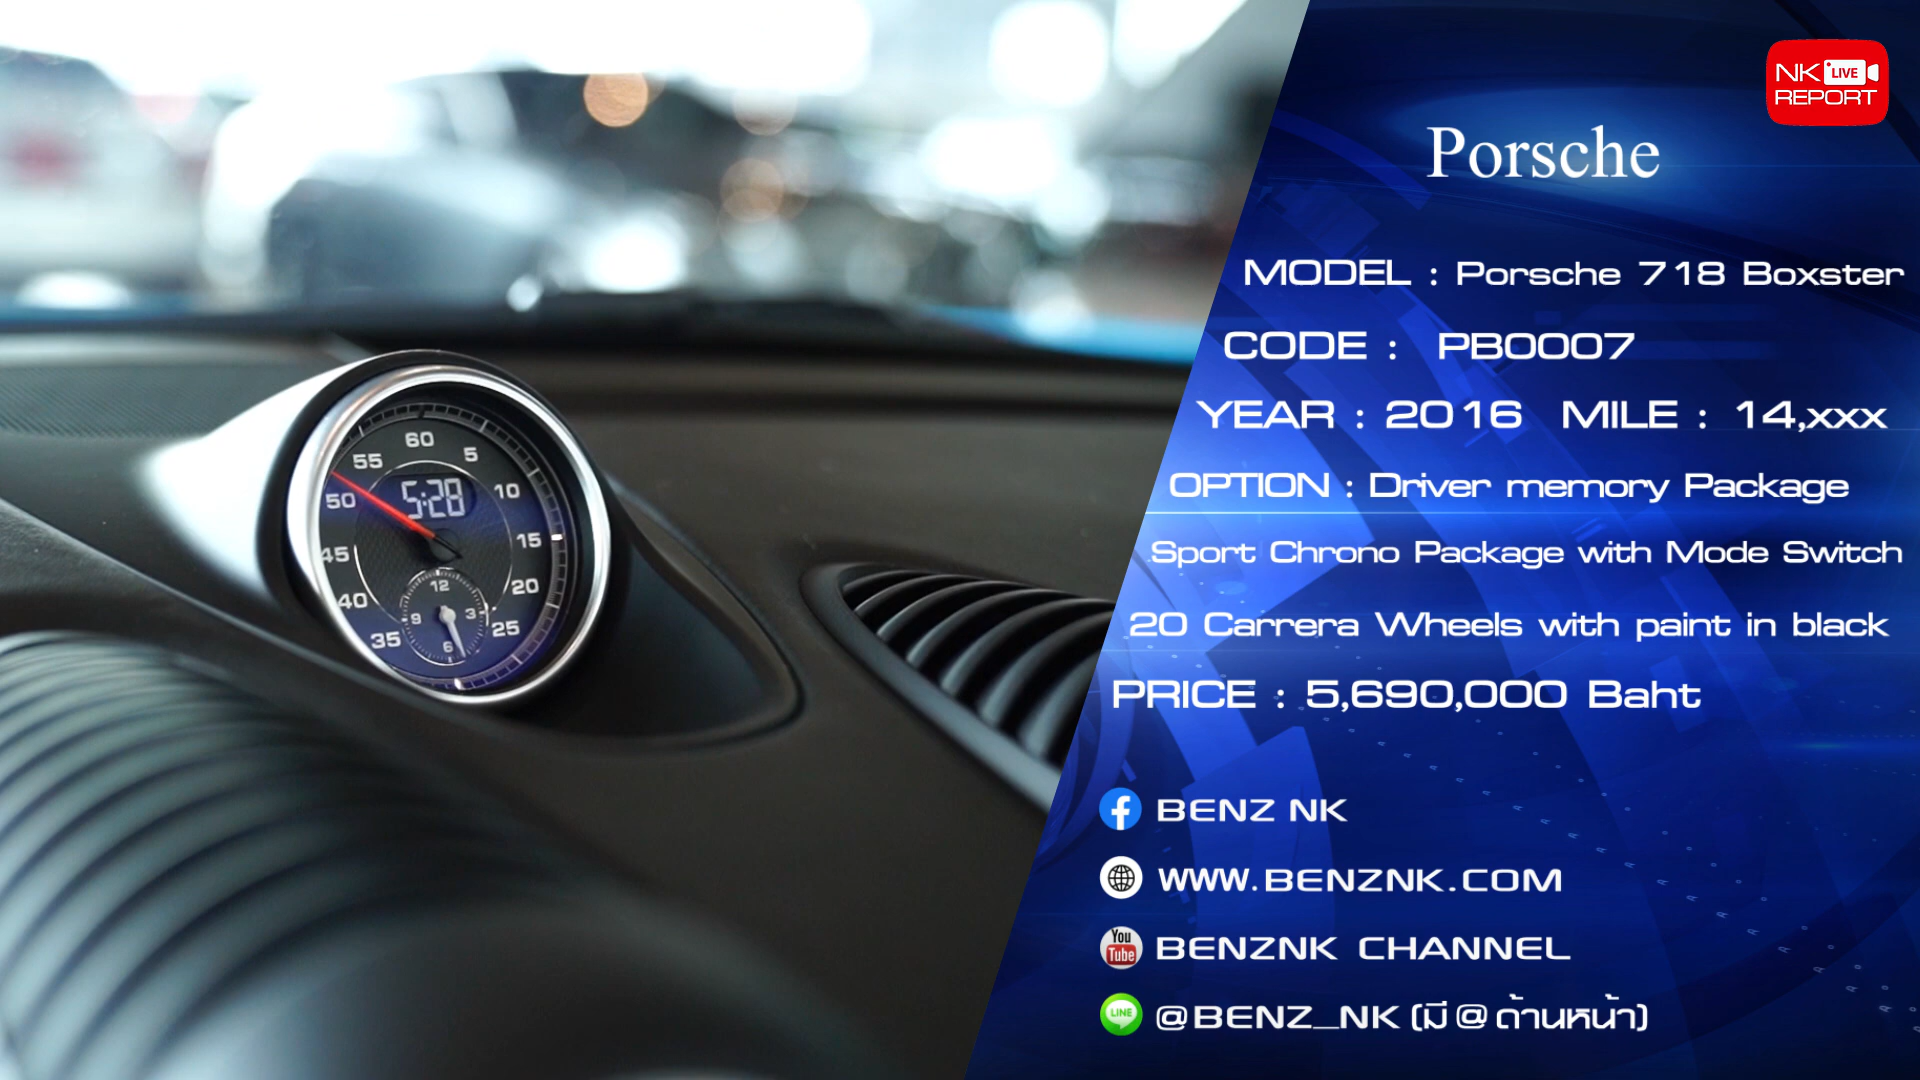 NK LIVE
REPORT
Porsche
MODEL : Porsche 718 Boxster
CODE : PB0007
YEAR : 2016 MILE : 14,xxx
OPTION : Driver memory Package
Sport Chrono Package with Mode Switch
20 Carrera Wheels with paint in black
PRICE : 5,690,000 Baht
BENZ NK
WWW.BENZNK.COM
You Tube BENZNK CHANNEL
LINE @BENZ_NK (มี @ ด้านหน้า)
60
55 5
50 5:28 10
45 15
40 12 20
9 3
35 6 25